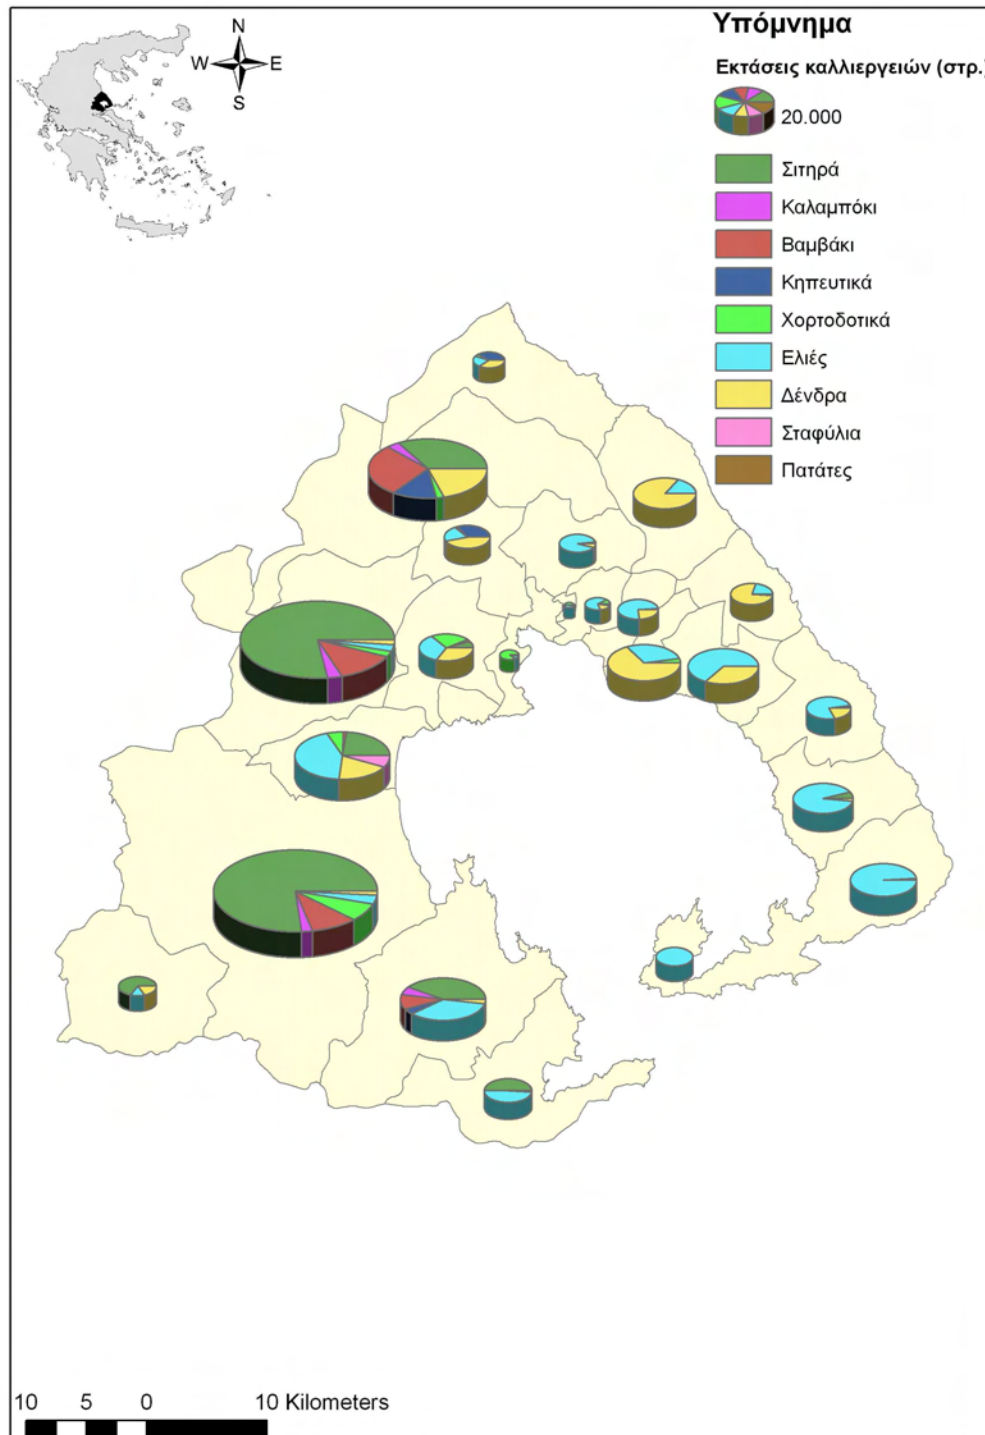 N
W E
S
Υπόμνημα
Εκτάσεις καλλιεργειών (στρ.)
20.000
Σιτηρά
Καλαμπόκι
Βαμβάκι
Κηπευτικά
Χορτοδοτικά
Ελιές
Δένδρα
Σταφύλια
Πατάτες
10 5 0 10 Kilometers